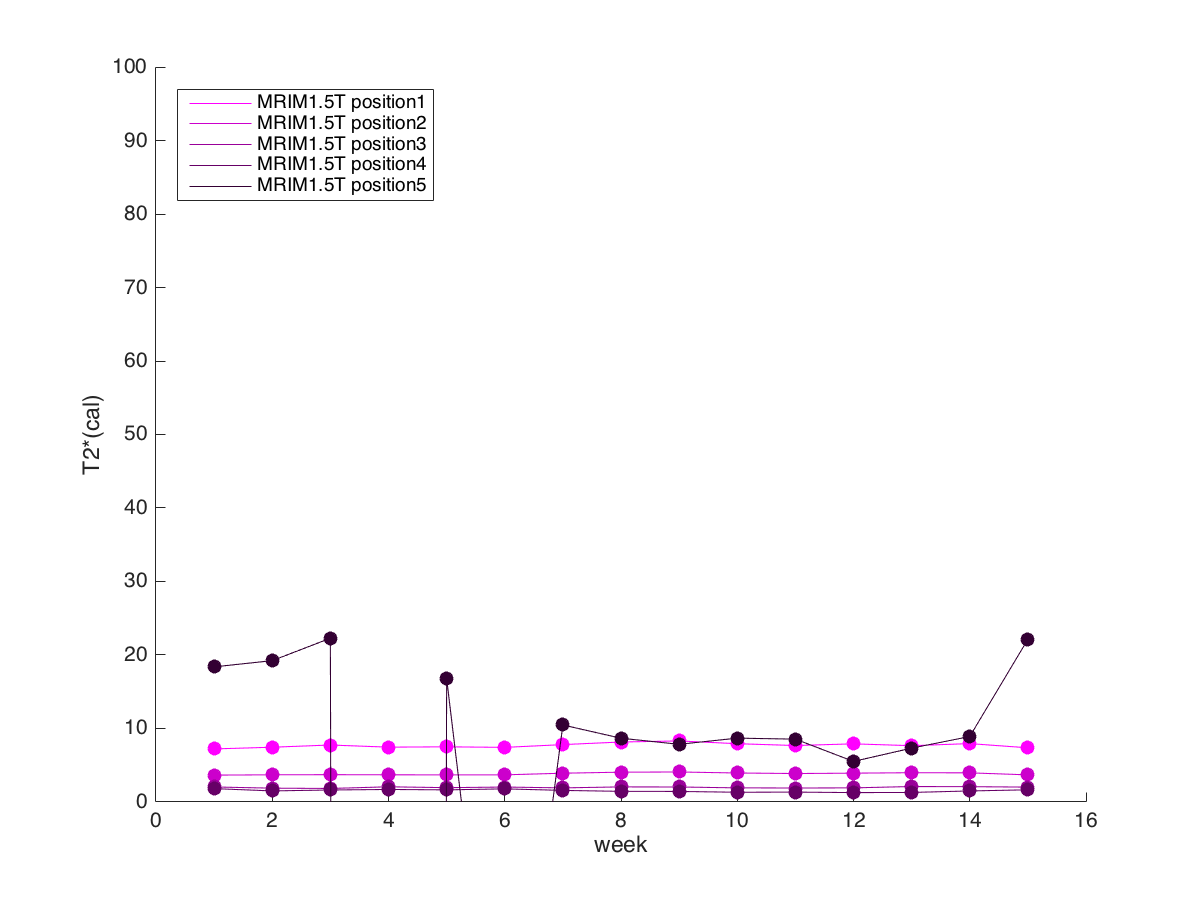 100
90
80
70
60
50
40
30
20
10
0
MRIM1.5T position1
MRIM1.5T position2
MRIM1.5T position3
MRIM1.5T position4
MRIM1.5T position5
T2*(cal)
0 2 4 6 8 10 12 14 16
week